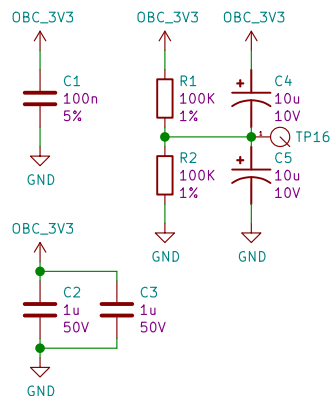 OBC_3V3
OBC_3V3
OBC_3V3
C1
100n
5%
R1
100K
1%
C4
10u
10V
1
TP16
R2
100K
1%
C5
10u
10V
GND
GND
GND
OBC_3V3
C2
1u
50V
C3
1u
50V
GND